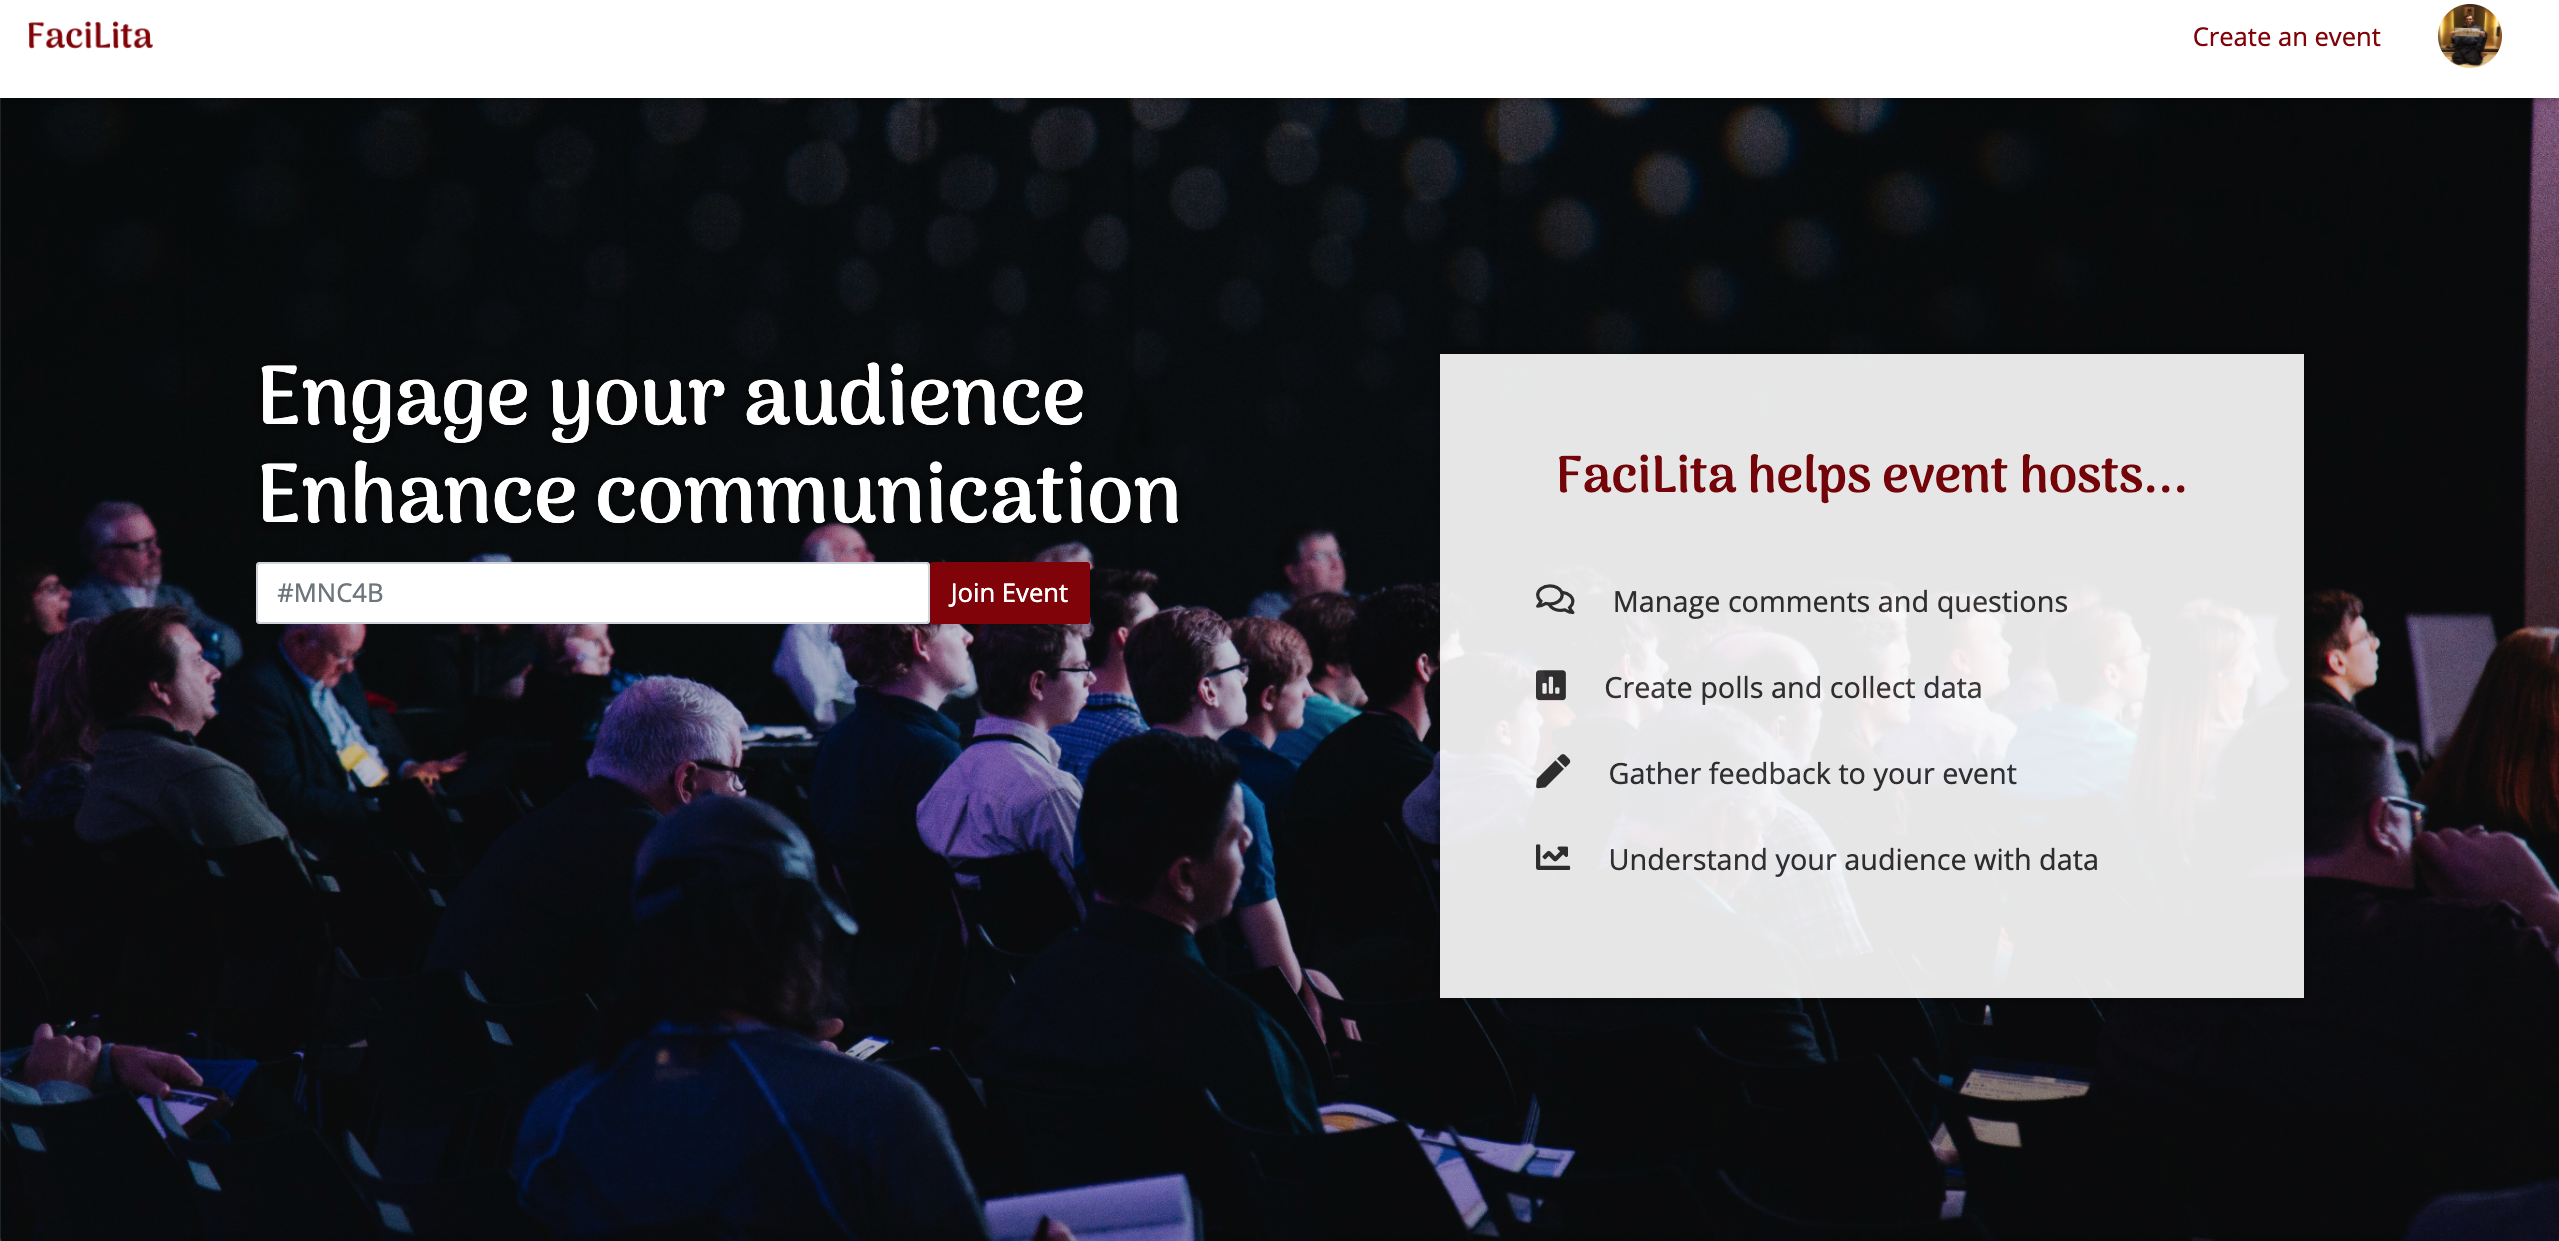 FaciLita
Create an event
Engage your audience
Enhance communication
#MNC4B
Join Event
FaciLita helps event hosts...
Manage comments and questions
Create polls and collect data
Gather feedback to your event
Understand your audience with data